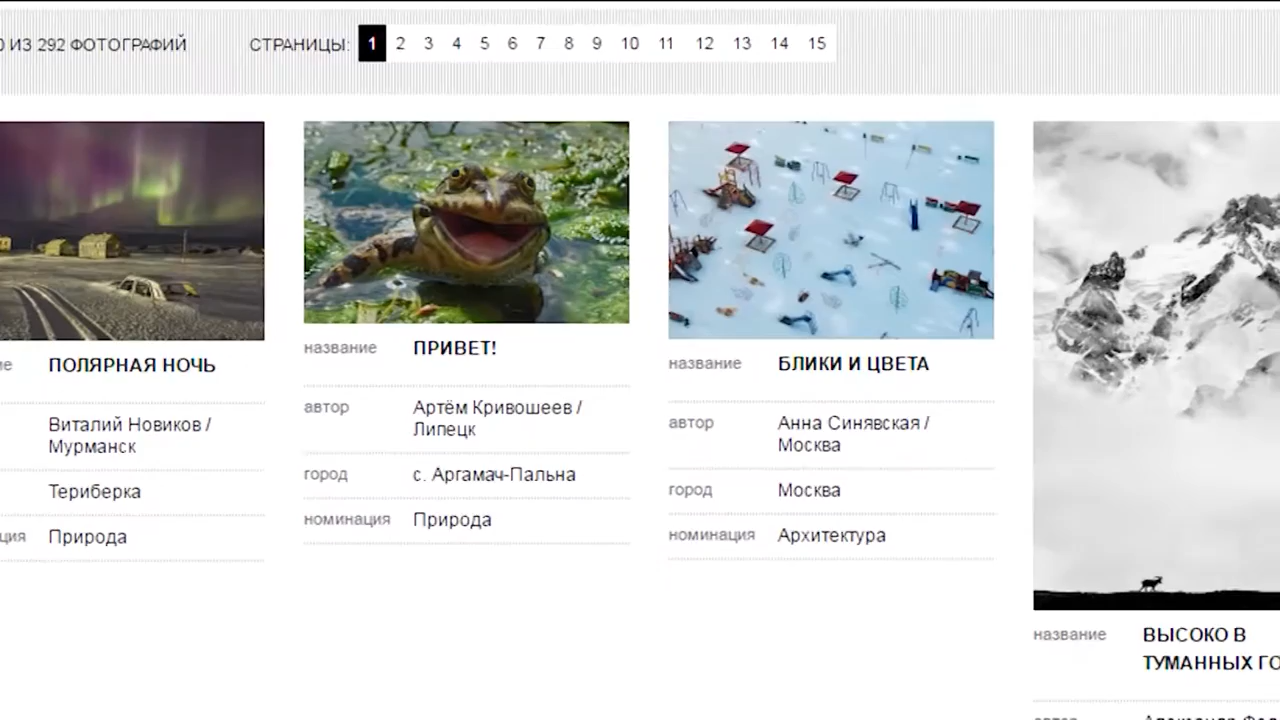 ИЗ 292 ФОТОГРАФИЙ
СТРАНИЦЫ: 1 2 3 4 5 6 7 8 9 10 11 12 13 14 15
ПОЛЯРНАЯ НОЧЬ
Виталий Новиков /
Мурманск
Териберка
Природа
название ПРИВЕТ!
автор Артём Кривошеев /
Липецк
город с. Аргамач-Пальна
номинация Природа
название БЛИКИ И ЦВЕТА
автор Анна Синявская /
Москва
город Москва
номинация Архитектура
название ВЫСОКО В
ТУМАННЫХ